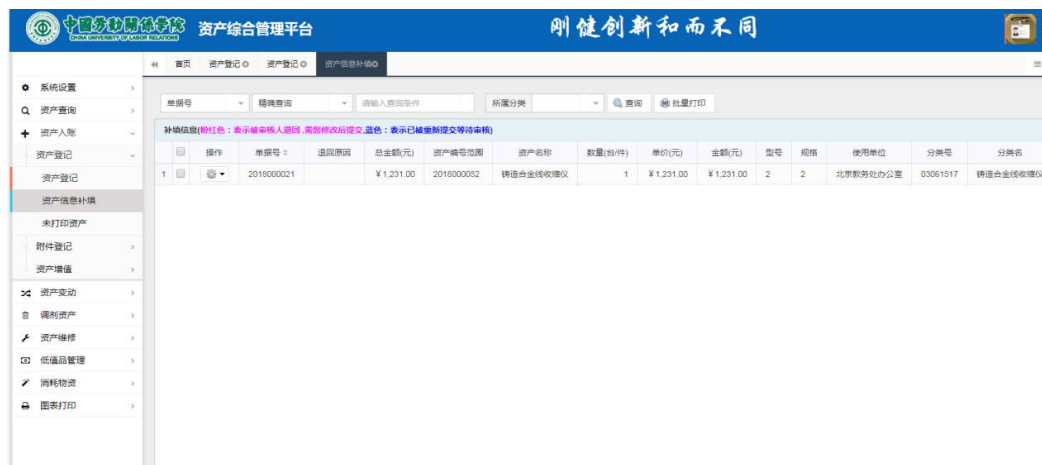 中国劳动关系学院 资产综合管理平台 刚健创新和而不同
CHINA UNIVERSITY OF LABOR RELATIONS
首页 资产登记 资产登记 资产信息补填
系统设置
资产查询
资产入账
资产登记
资产登记
资产信息补填
未打印资产
附件登记
资产增值
资产变动
调剂资产
资产维修
低值品管理
消耗物资
图表打印
单据号 精确查询 请输入查询条件 所属分类 查询 批量打印
补填信息(粉红色:表示被审核人退回,需您修改后提交,蓝色:表示已被重新提交等待审核)
操作 单据号 退回原因 总金额(元) 资产编号范围 资产名称 数量(台/件) 单价(元) 金额(元) 型号 规格 使用单位 分类号 分类名
1 2018000021 ¥1,231.00 2018000052 铸造合金线收缩仪 1 ¥1,231.00 ¥1,231.00 2 2 北京教务处办公室 03061517 铸造合金线收缩仪